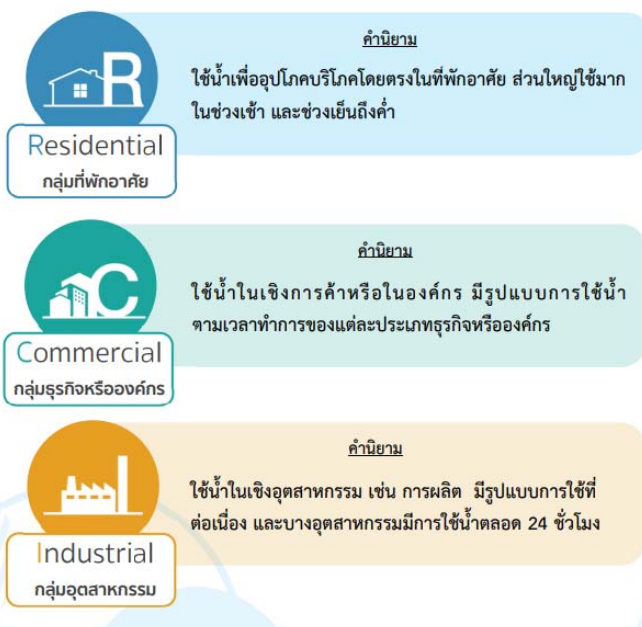 R
Residential
กลุ่มที่พักอาศัย
คำนิยาม
ใช้น้ำเพื่ออุปโภคบริโภคโดยตรงในที่พักอาศัย ส่วนใหญ่ใช้มาก
ในช่วงเช้า และช่วงเย็นถึงค่ำ
C
Commercial
กลุ่มธุรกิจหรือองค์กร
คำนิยาม
ใช้น้ำในเชิงการค้าหรือในองค์กร มีรูปแบบการใช้น้ำ
ตามเวลาทำการของแต่ละประเภทธุรกิจหรือองค์กร
Industrial
กลุ่มอุตสาหกรรม
คำนิยาม
ใช้น้ำในเชิงอุตสาหกรรม เช่น การผลิต มีรูปแบบการใช้ที่
ต่อเนื่อง และบางอุตสาหกรรมมีการใช้น้ำตลอด 24 ชั่วโมง